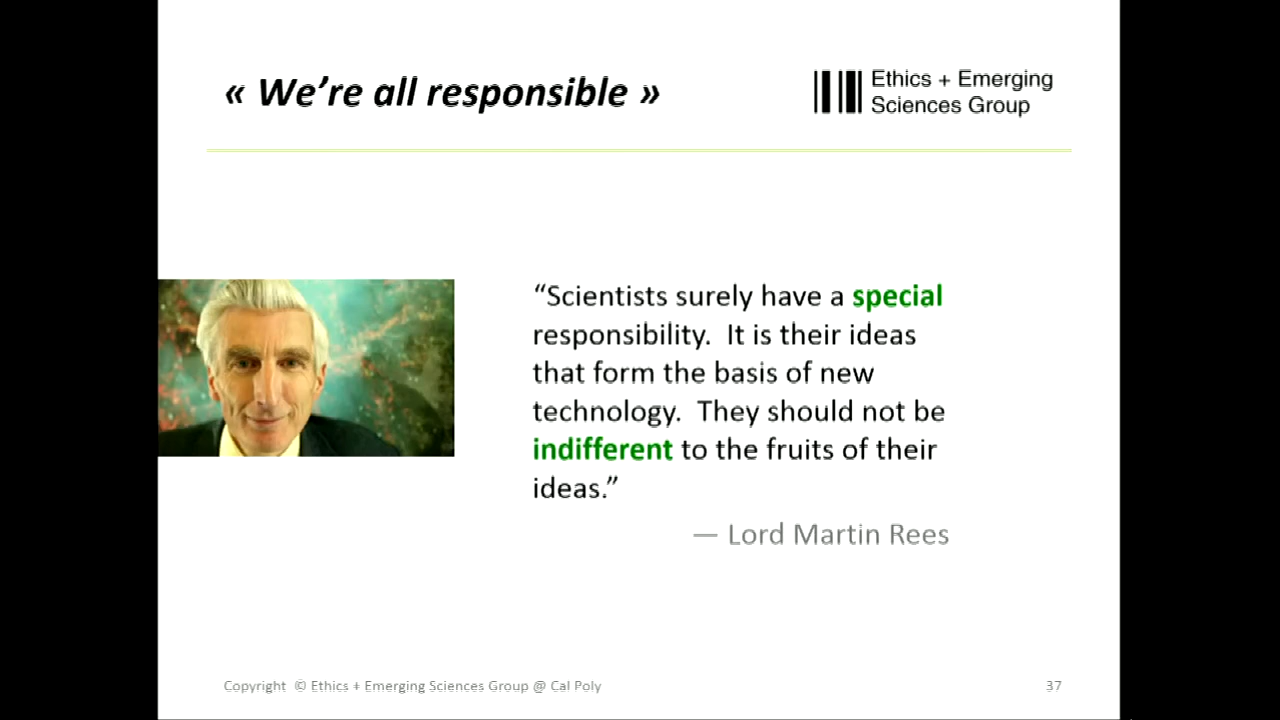 « We’re all responsible »
Ethics + Emerging
Sciences Group
“Scientists surely have a special
responsibility.  It is their ideas
that form the basis of new
technology.  They should not be
indifferent to the fruits of their
ideas.”
— Lord Martin Rees
Copyright © Ethics + Emerging Sciences Group @ Cal Poly
37